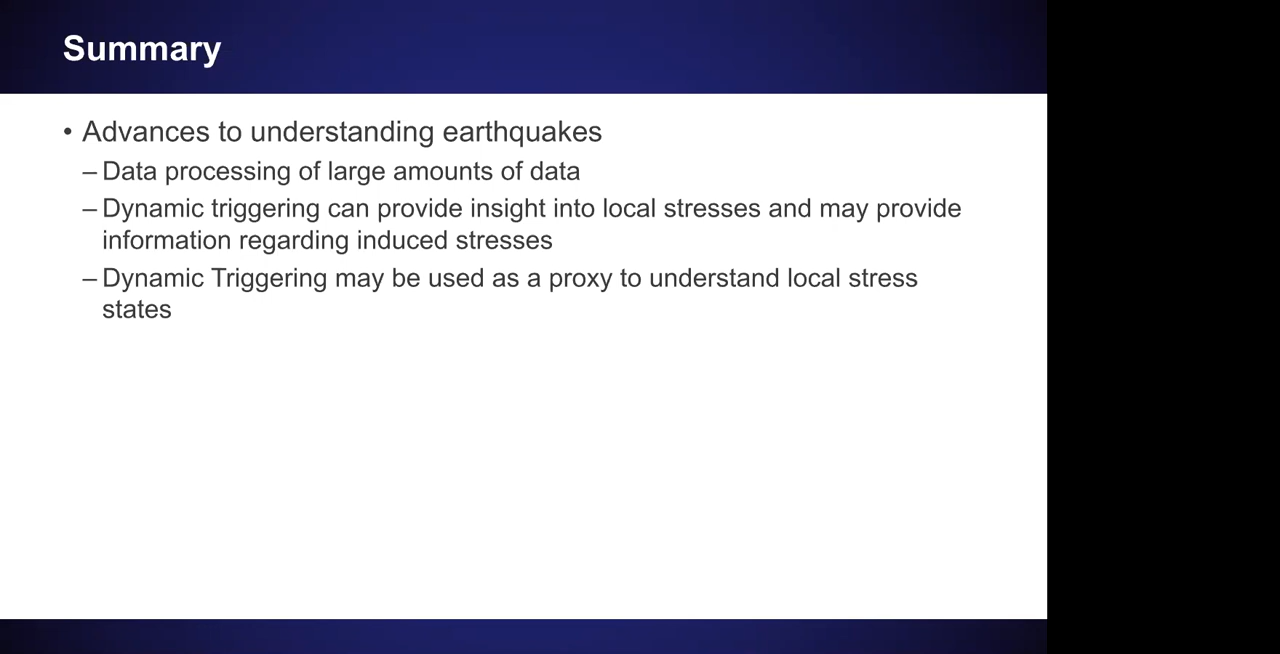 Summary
• Advances to understanding earthquakes
– Data processing of large amounts of data
– Dynamic triggering can provide insight into local stresses and may provide
information regarding induced stresses
– Dynamic Triggering may be used as a proxy to understand local stress
states